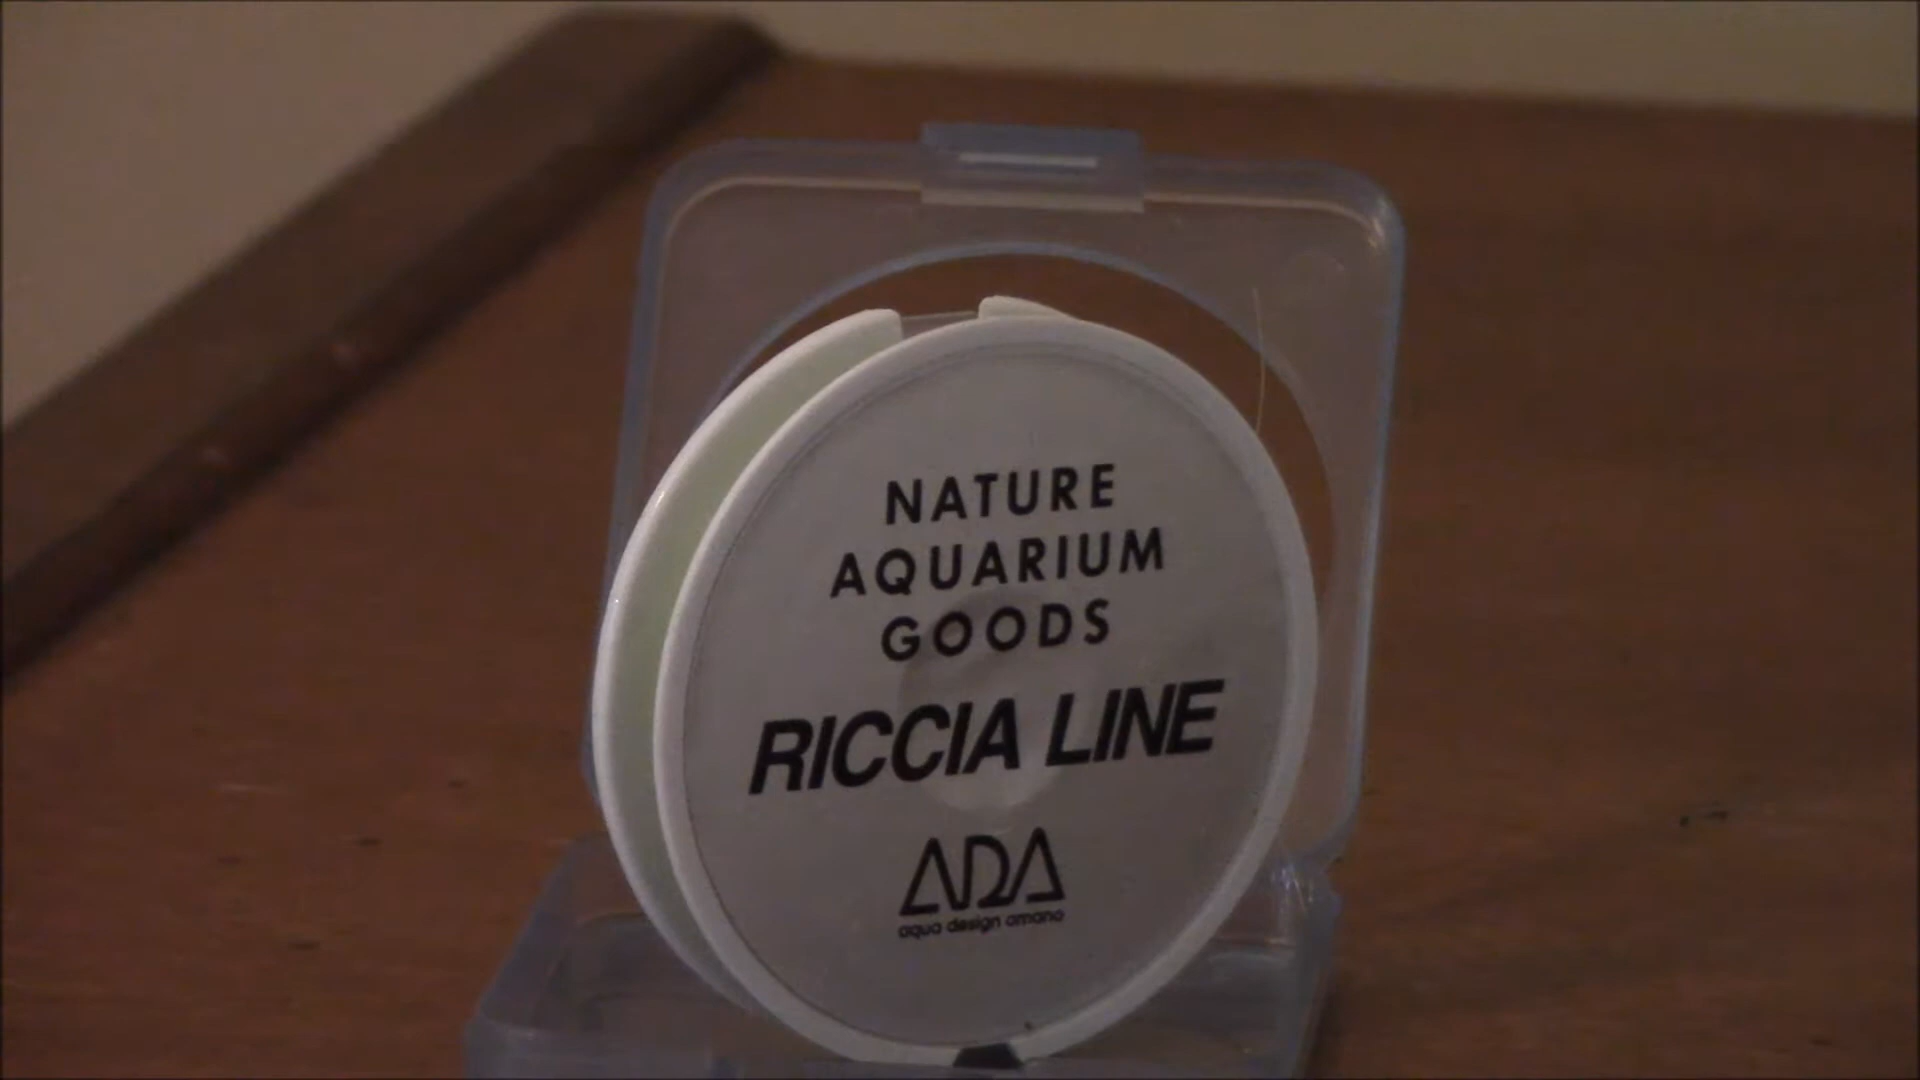 NATURE
AQUARIUM
GOODS
RICCIA LINE
ADA
aqua design amano